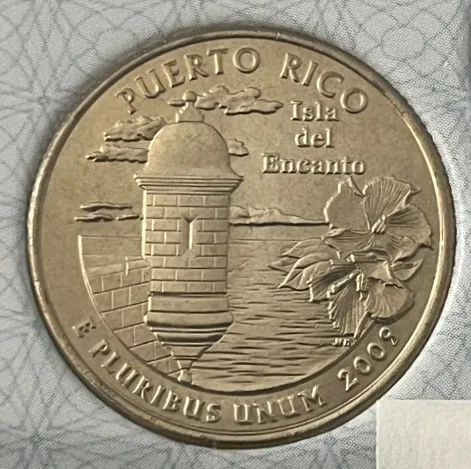 PUERTO RICO
Isla
del
Encanto
E PLURIBUS UNUM 2009